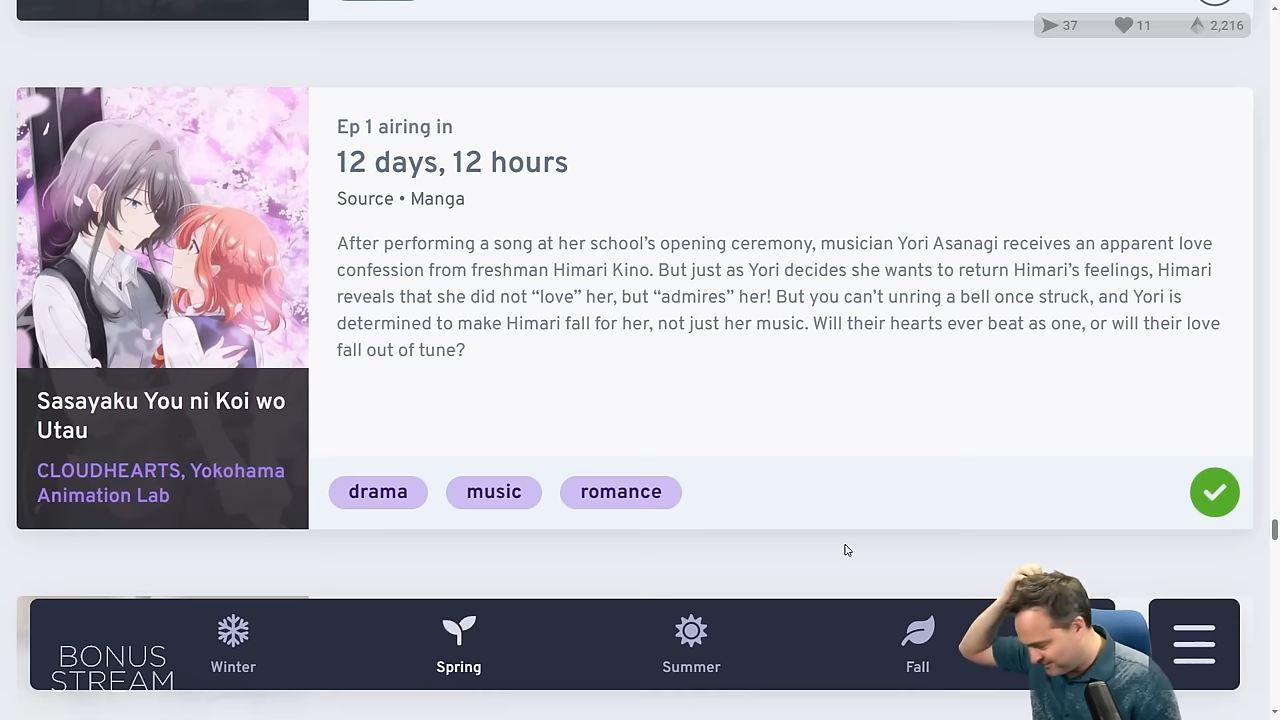 37 11 2,216
Ep 1 airing in
12 days, 12 hours
Source • Manga
After performing a song at her school’s opening ceremony, musician Yori Asanagi receives an apparent love
confession from freshman Himari Kino. But just as Yori decides she wants to return Himari’s feelings, Himari
reveals that she did not “love” her, but “admires” her! But you can’t unring a bell once struck, and Yori is
determined to make Himari fall for her, not just her music. Will their hearts ever beat as one, or will their love
fall out of tune?
Sasayaku You ni Koi wo
Utau
CLOUDHEARTS, Yokohama
Animation Lab
drama music romance
BONUS
STREAM
Winter Spring Summer Fall